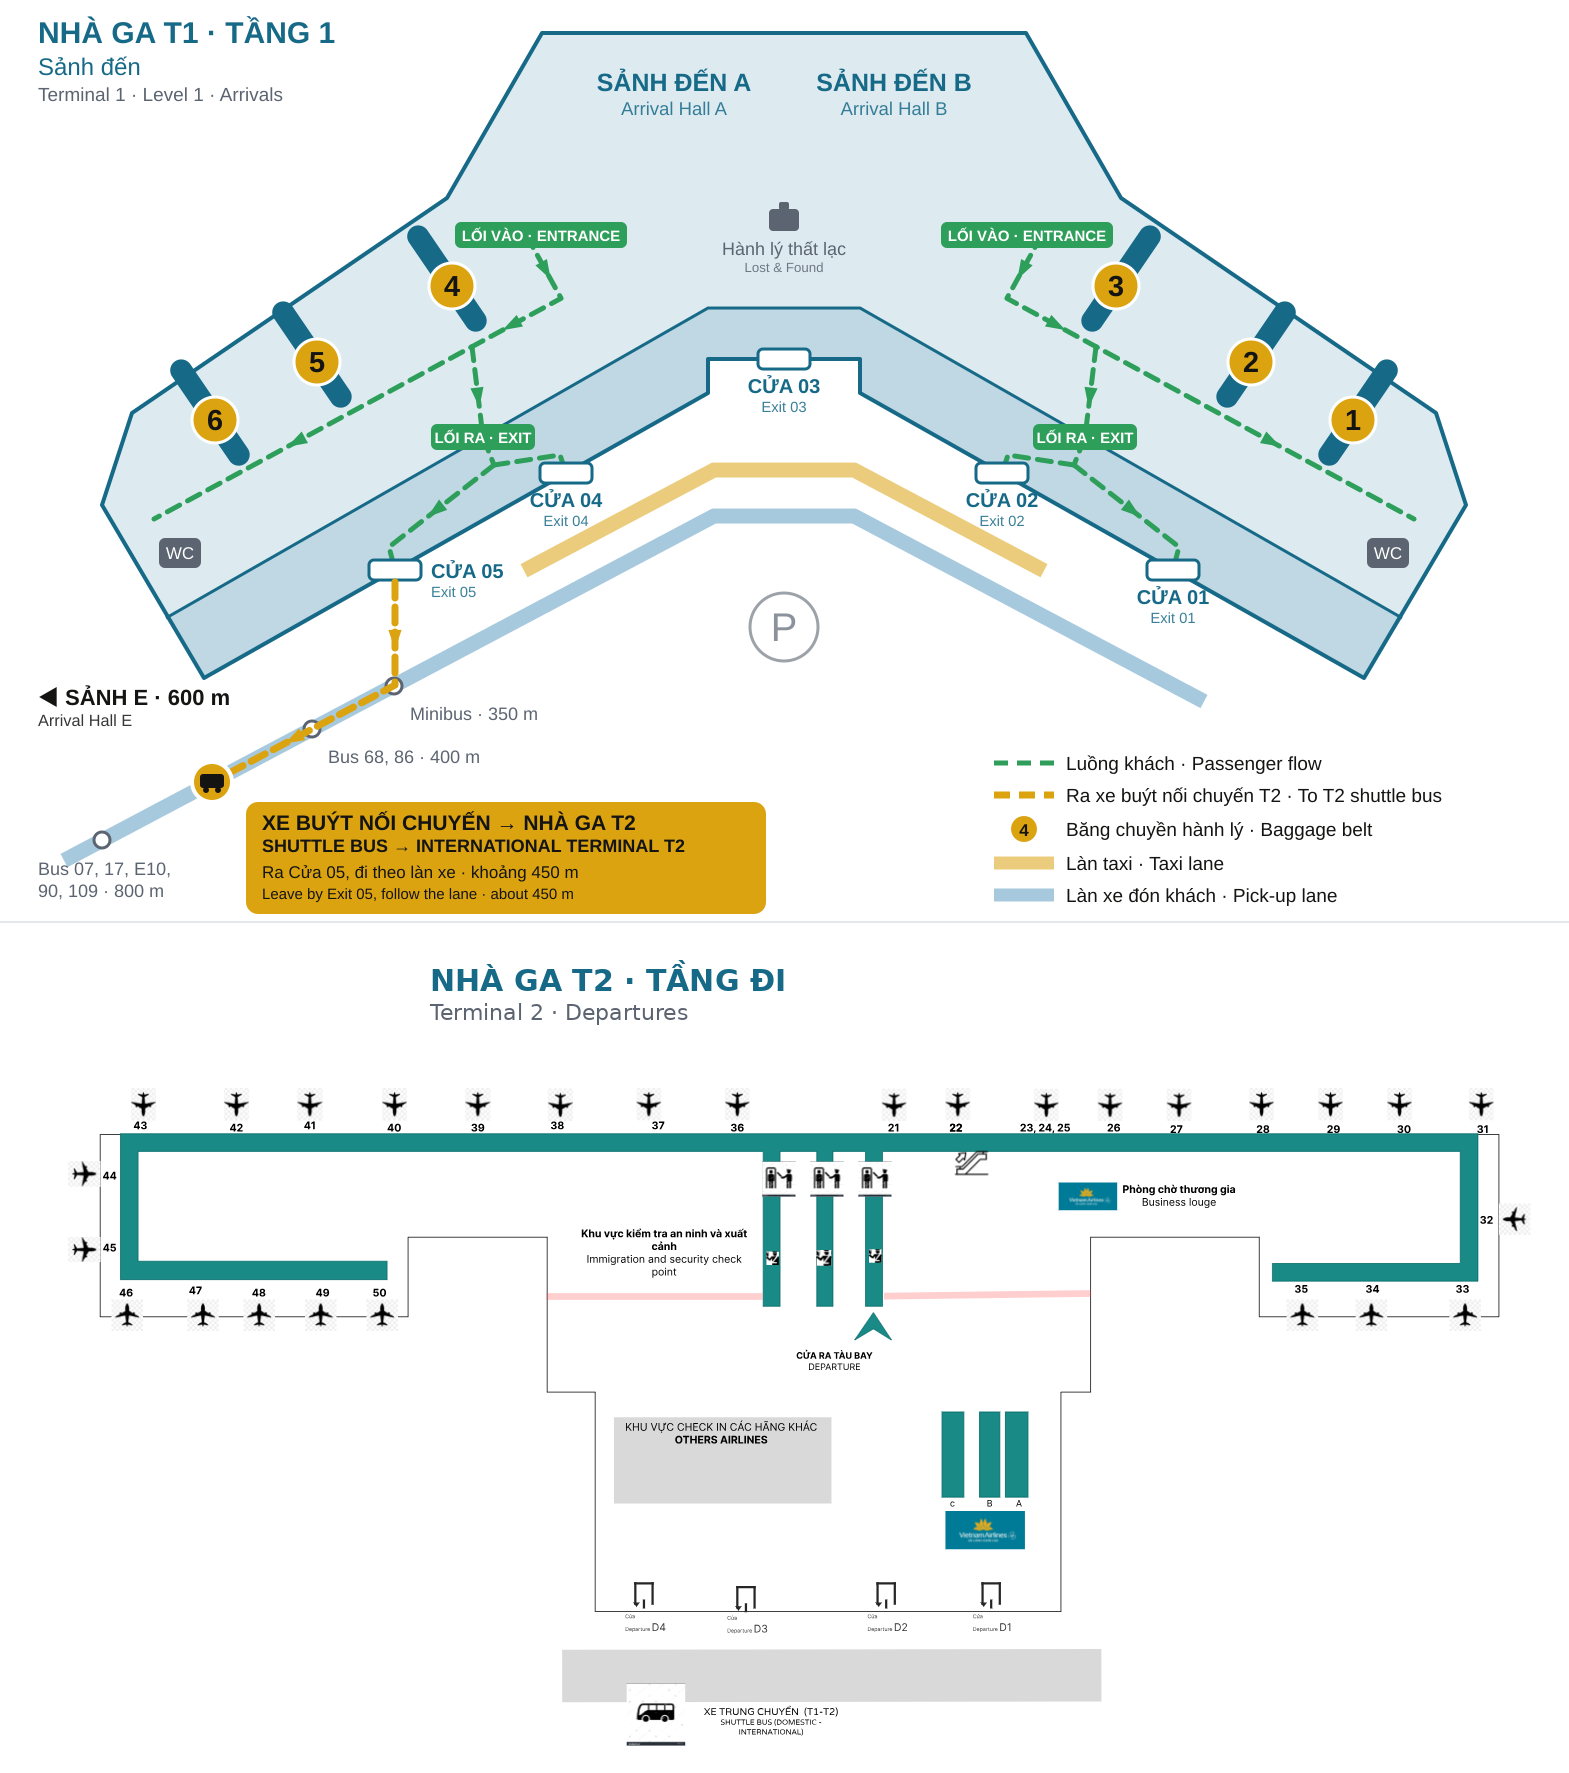 NHÀ GA T1 · TẦNG 1
Sảnh đến
Terminal 1 · Level 1 · Arrivals
SẢNH ĐẾN A
Arrival Hall A
SẢNH ĐẾN B
Arrival Hall B
LỐI VÀO · ENTRANCE
LỐI VÀO · ENTRANCE
Hành lý thất lạc
Lost & Found
4
3
5
2
6
1
CỬA 03
Exit 03
LỐI RA · EXIT
LỐI RA · EXIT
CỬA 04
Exit 04
CỬA 02
Exit 02
WC
WC
CỬA 05
Exit 05
CỬA 01
Exit 01
P
SẢNH E · 600 m
Arrival Hall E
Minibus · 350 m
Bus 68, 86 · 400 m
Bus 07, 17, E10,
90, 109 · 800 m
XE BUÝT NỐI CHUYẾN → NHÀ GA T2
SHUTTLE BUS → INTERNATIONAL TERMINAL T2
Ra Cửa 05, đi theo làn xe · khoảng 450 m
Leave by Exit 05, follow the lane · about 450 m
Luồng khách · Passenger flow
Ra xe buýt nối chuyến T2 · To T2 shuttle bus
4 Băng chuyền hành lý · Baggage belt
Làn taxi · Taxi lane
Làn xe đón khách · Pick-up lane
NHÀ GA T2 · TẦNG ĐI
Terminal 2 · Departures
43 42 41 40 39 38 37 36 21 22 23, 24, 25 26 27 28 29 30 31
44
45
32
Phòng chờ thương gia
Business louge
Vietnam Airlines
Khu vực kiểm tra an ninh và xuất
cảnh
Immigration and security check
point
46 47 48 49 50
35 34 33
CỬA RA TÀU BAY
DEPARTURE
KHU VỰC CHECK IN CÁC HÃNG KHÁC
OTHERS AIRLINES
c B A
Vietnam Airlines
Cửa
Departure D4
Cửa
Departure D3
Cửa
Departure D2
Cửa
Departure D1
XE TRUNG CHUYỂN (T1-T2)
SHUTTLE BUS (DOMESTIC -
INTERNATIONAL)